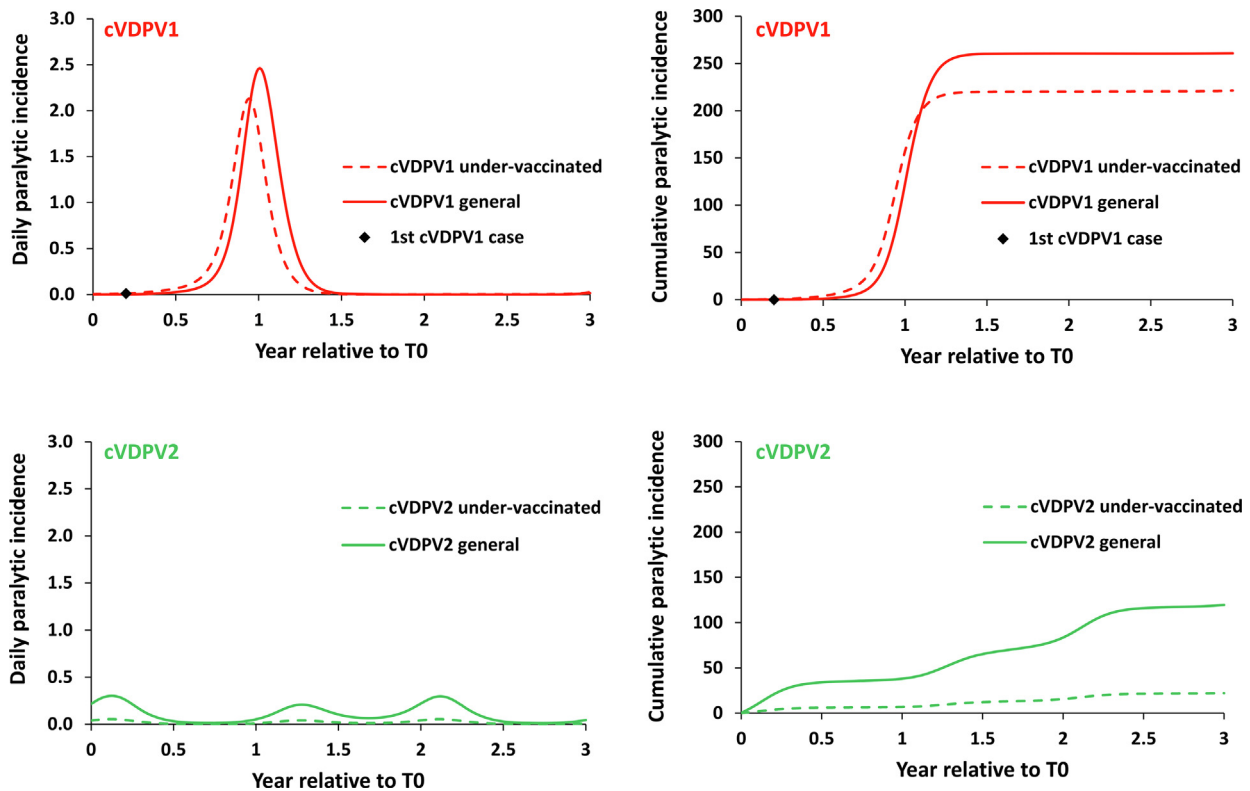 cVDPV1
Daily paralytic incidence
3.0
2.5
2.0
1.5
1.0
0.5
0.0
0
0.5
1
1.5
2
2.5
3
Year relative to T0
cVDPV1 under-vaccinated
cVDPV1 general
1st cVDPV1 case
cVDPV1
Cumulative paralytic incidence
300
250
200
150
100
50
0
0
0.5
1
1.5
2
2.5
3
Year relative to T0
cVDPV1 under-vaccinated
cVDPV1 general
1st cVDPV1 case
cVDPV2
Daily paralytic incidence
3.0
2.5
2.0
1.5
1.0
0.5
0.0
0
0.5
1
1.5
2
2.5
3
Year relative to T0
cVDPV2 under-vaccinated
cVDPV2 general
cVDPV2
Cumulative paralytic incidence
300
250
200
150
100
50
0
0
0.5
1
1.5
2
2.5
3
Year relative to T0
cVDPV2 under-vaccinated
cVDPV2 general